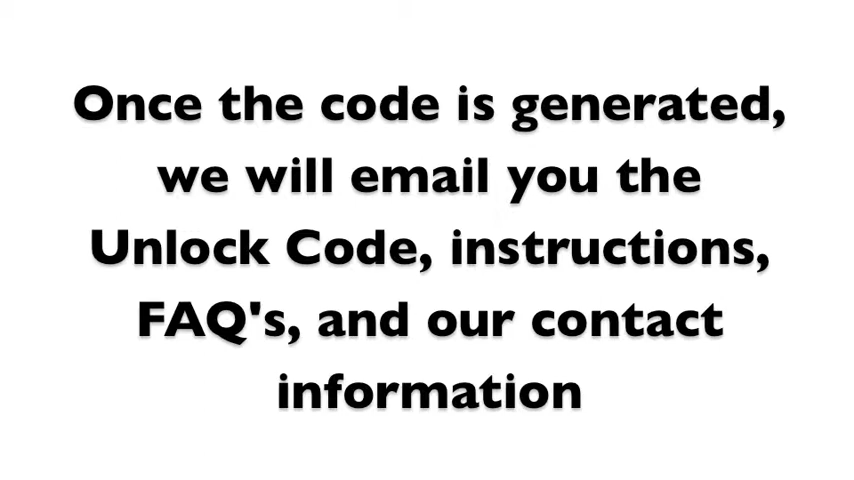 Once the code is generated,
we will email you the
Unlock Code, instructions,
FAQ's, and our contact
information